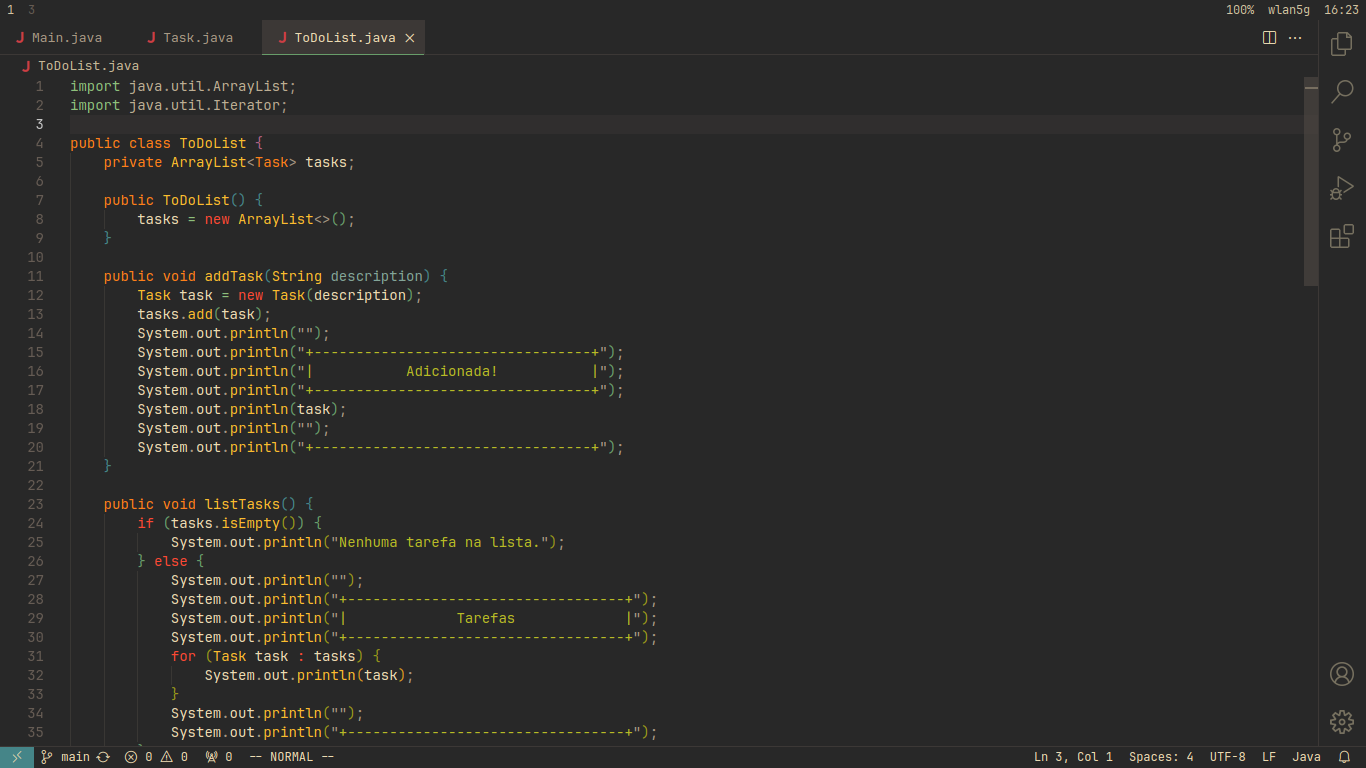 1 3 100% wlan5g 16:23
J Main.java J Task.java J ToDoList.java ×
J ToDoList.java
1 import java.util.ArrayList;
2 import java.util.Iterator;
3
4 public class ToDoList {
5     private ArrayList<Task> tasks;
6
7     public ToDoList() {
8         tasks = new ArrayList<>();
9     }
10
11     public void addTask(String description) {
12         Task task = new Task(description);
13         tasks.add(task);
14         System.out.println("");
15         System.out.println("+---------------------------------+");
16         System.out.println("|           Adicionada!           |");
17         System.out.println("+---------------------------------+");
18         System.out.println(task);
19         System.out.println("");
20         System.out.println("+---------------------------------+");
21     }
22
23     public void listTasks() {
24         if (tasks.isEmpty()) {
25             System.out.println("Nenhuma tarefa na lista.");
26         } else {
27             System.out.println("");
28             System.out.println("+---------------------------------+");
29             System.out.println("|             Tarefas             |");
30             System.out.println("+---------------------------------+");
31             for (Task task : tasks) {
32                 System.out.println(task);
33             }
34             System.out.println("");
35             System.out.println("+---------------------------------+");
main 0 0 0 -- NORMAL -- Ln 3, Col 1 Spaces: 4 UTF-8 LF Java